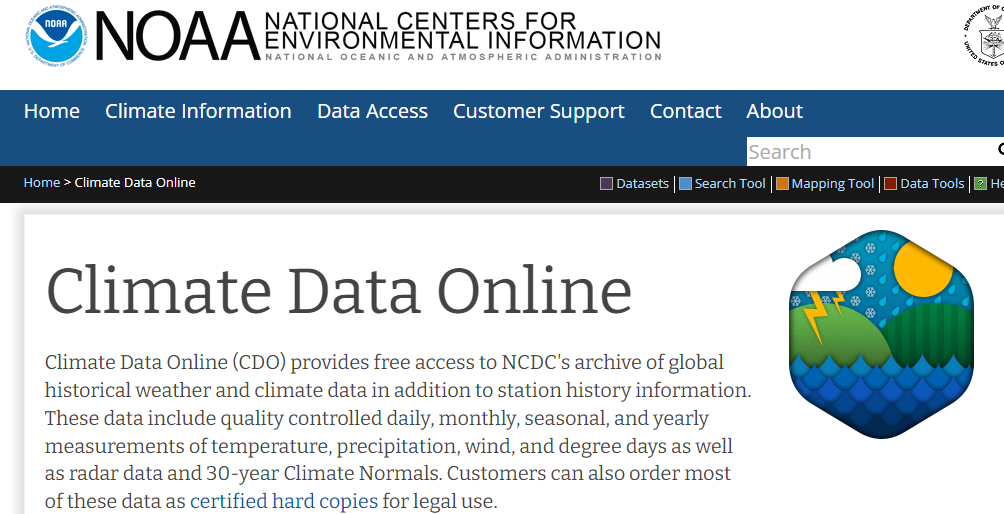 NOAA
NATIONAL CENTERS FOR
ENVIRONMENTAL INFORMATION
NATIONAL OCEANIC AND ATMOSPHERIC ADMINISTRATION
Home Climate Information Data Access Customer Support Contact About
Search
Home > Climate Data Online
Datasets Search Tool Mapping Tool Data Tools ?
Climate Data Online
Climate Data Online (CDO) provides free access to NCDC's archive of global
historical weather and climate data in addition to station history information.
These data include quality controlled daily, monthly, seasonal, and yearly
measurements of temperature, precipitation, wind, and degree days as well
as radar data and 30-year Climate Normals. Customers can also order most
of these data as certified hard copies for legal use.